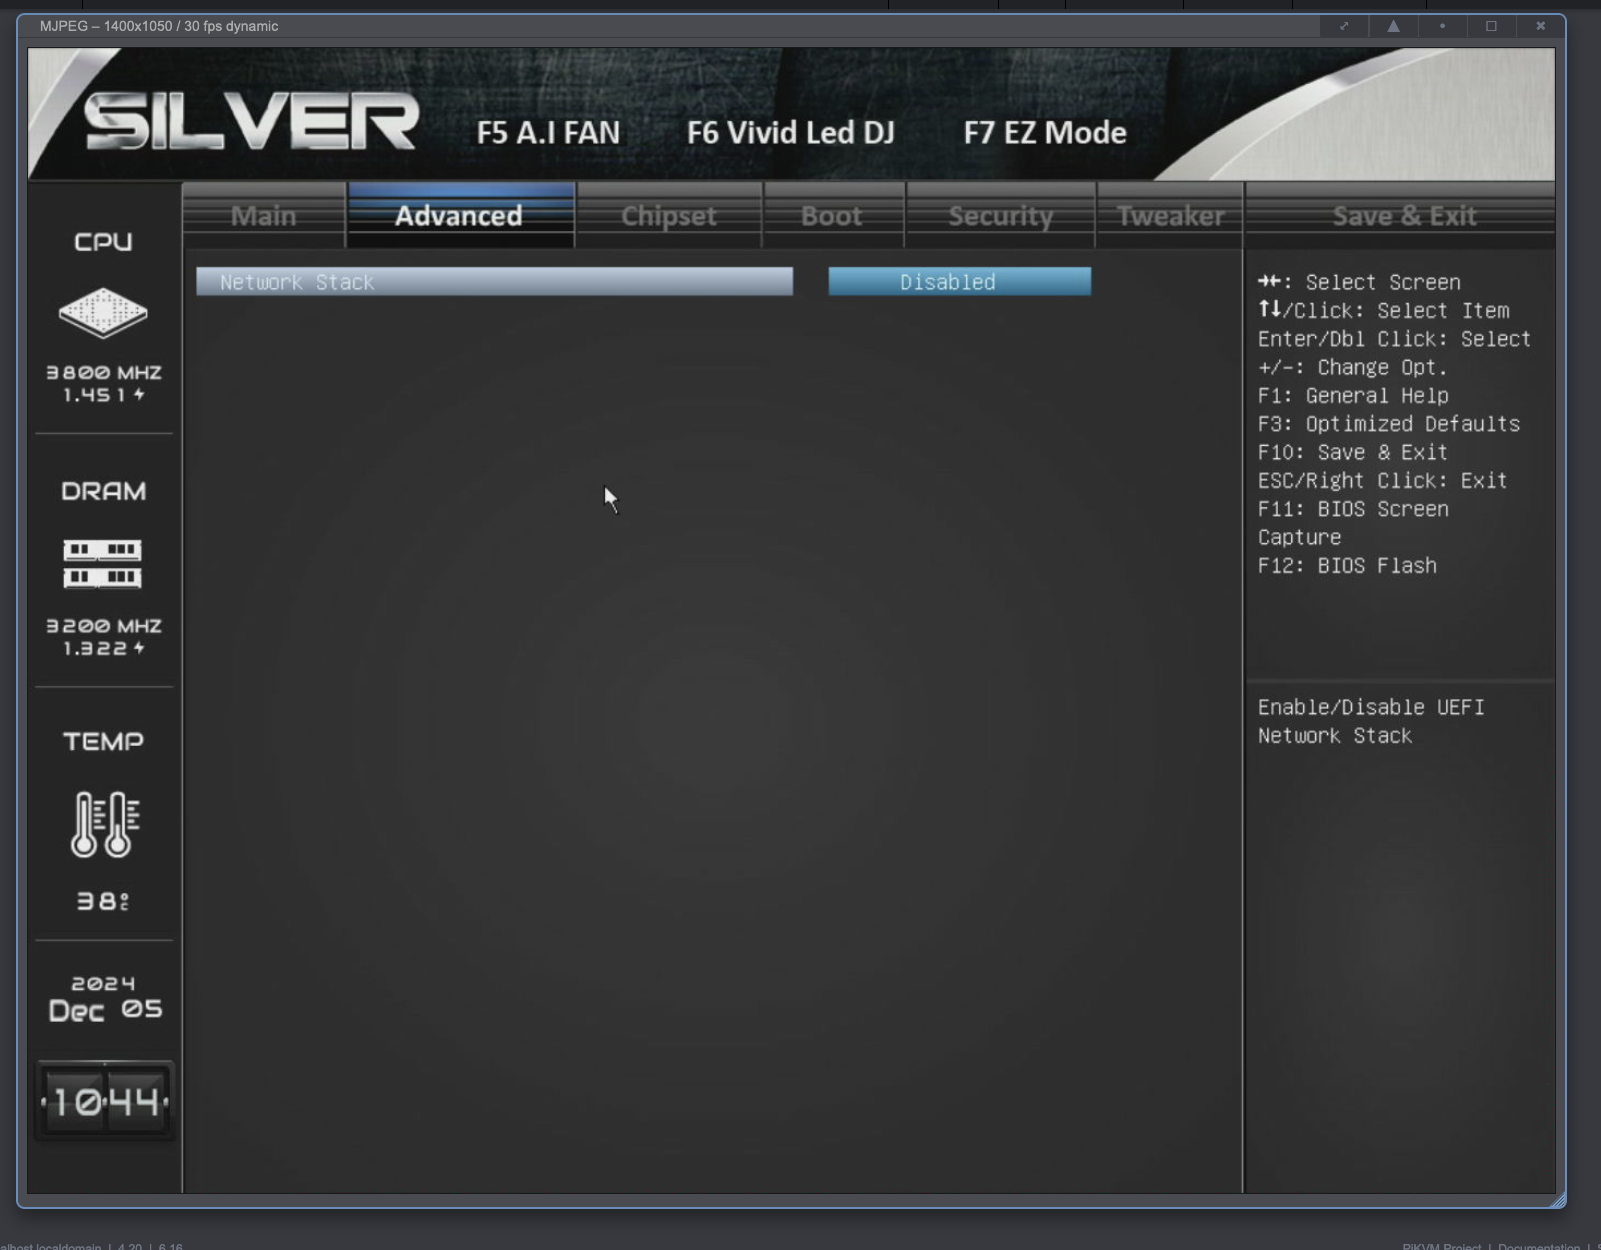 MJPEG – 1400x1050 / 30 fps dynamic
SILVER
F5 A.I FAN
F6 Vivid Led DJ
F7 EZ Mode
Main
Advanced
Chipset
Boot
Security
Tweaker
Save & Exit
CPU
3800 MHZ
1.451
DRAM
3200 MHZ
1.322
TEMP
38°C
2024
Dec 05
10:44
Network Stack
Disabled
→←: Select Screen
↑↓/Click: Select Item
Enter/Dbl Click: Select
+/-: Change Opt.
F1: General Help
F3: Optimized Defaults
F10: Save & Exit
ESC/Right Click: Exit
F11: BIOS Screen
Capture
F12: BIOS Flash
Enable/Disable UEFI
Network Stack
alhost.localdomain | 4.20 | 6.16
PiKVM Project | Documentation |